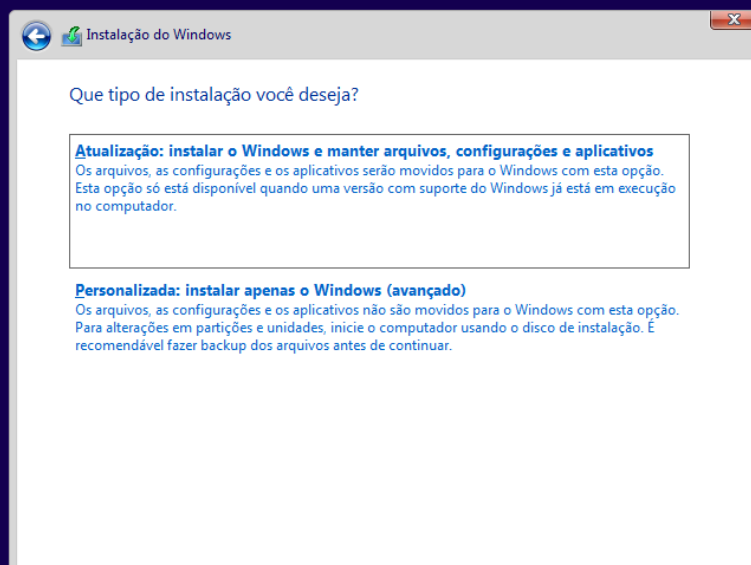 Instalação do Windows
Que tipo de instalação você deseja?
Atualização: instalar o Windows e manter arquivos, configurações e aplicativos
Os arquivos, as configurações e os aplicativos serão movidos para o Windows com esta opção.
Esta opção só está disponível quando uma versão com suporte do Windows já está em execução
no computador.
Personalizada: instalar apenas o Windows (avançado)
Os arquivos, as configurações e os aplicativos não são movidos para o Windows com esta opção.
Para alterações em partições e unidades, inicie o computador usando o disco de instalação. É
recomendável fazer backup dos arquivos antes de continuar.